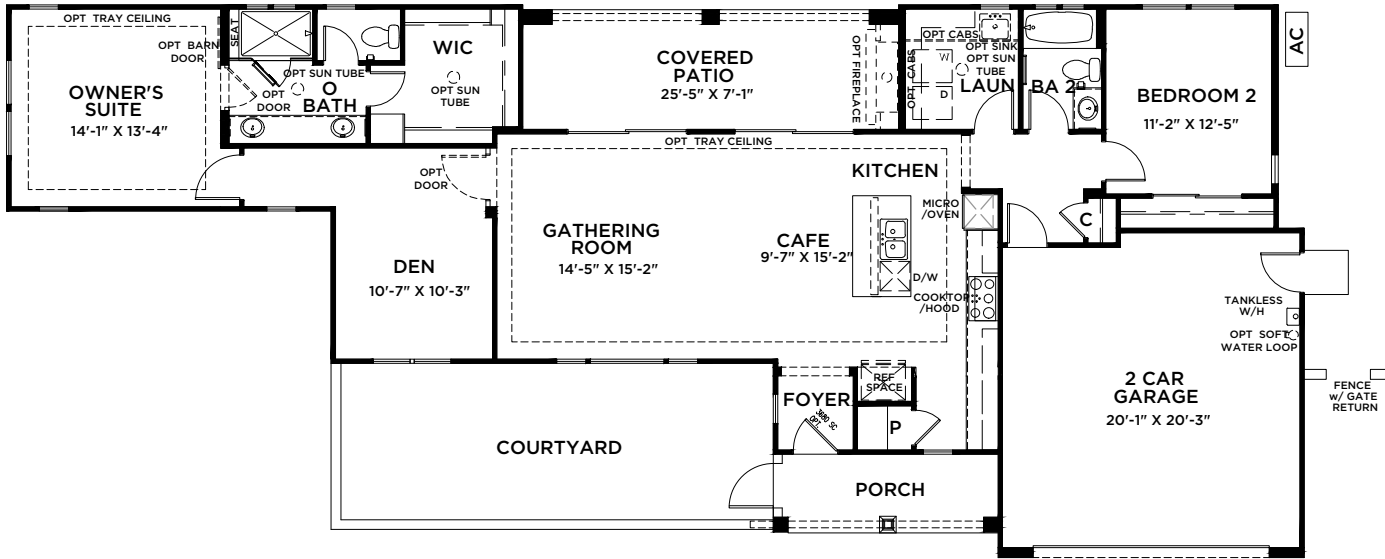 OPT TRAY CEILING
OPT BARN
DOOR
OWNER'S
SUITE
14'-1" X 13'-4"
SEAT
OPT SUN TUBE
OPT
DOOR
O
BATH
WIC
OPT SUN
TUBE
COVERED
PATIO
25'-5" X 7'-1"
OPT FIREPLACE
OPT CABS
OPT CABS
W
D
OPT SINK
OPT SUN
TUBE
LAUN
BA 2
BEDROOM 2
11'-2" X 12'-5"
AC
OPT TRAY CEILING
OPT
DOOR
KITCHEN
MICRO
/OVEN
C
GATHERING
ROOM
14'-5" X 15'-2"
CAFE
9'-7" X 15'-2"
D/W
COOKTOP
/HOOD
DEN
10'-7" X 10'-3"
TANKLESS
W/H
OPT SOFT
WATER LOOP
REF
SPACE
FOYER
3680 SC
OPT.
P
2 CAR
GARAGE
20'-1" X 20'-3"
FENCE
w/ GATE
RETURN
COURTYARD
PORCH